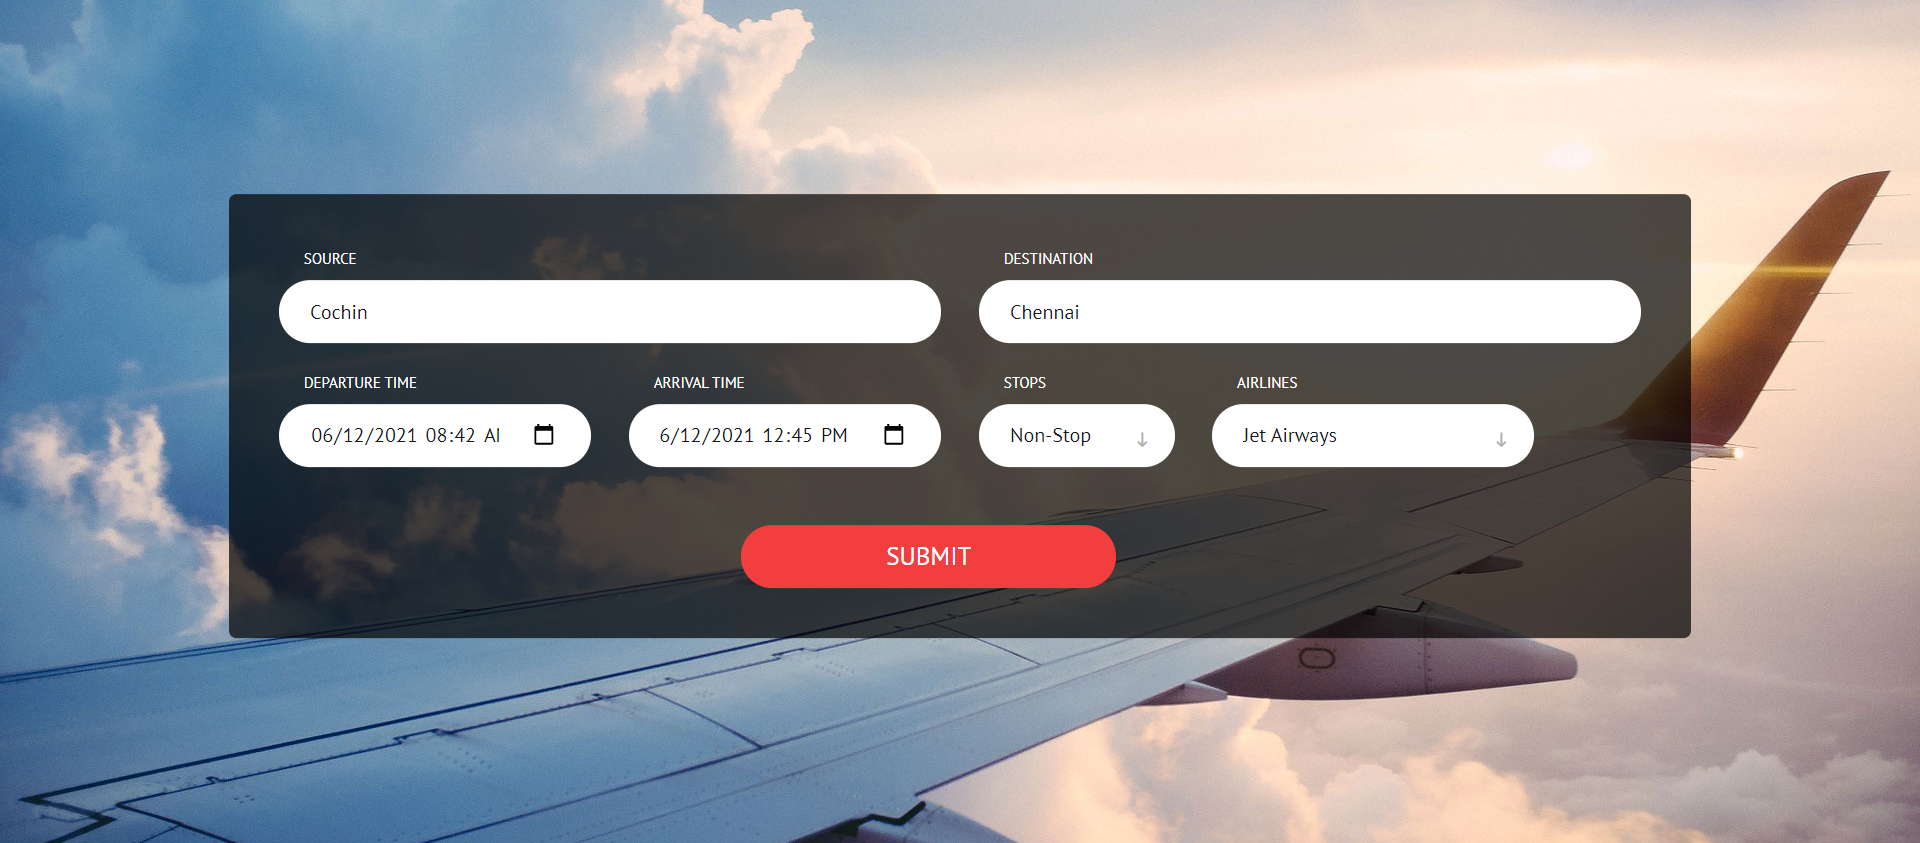 SOURCE
DESTINATION
Cochin
Chennai
DEPARTURE TIME
ARRIVAL TIME
STOPS
AIRLINES
06/12/2021 08:42
6/12/2021 12:45 PM
Non-Stop
Jet Airways
SUBMIT